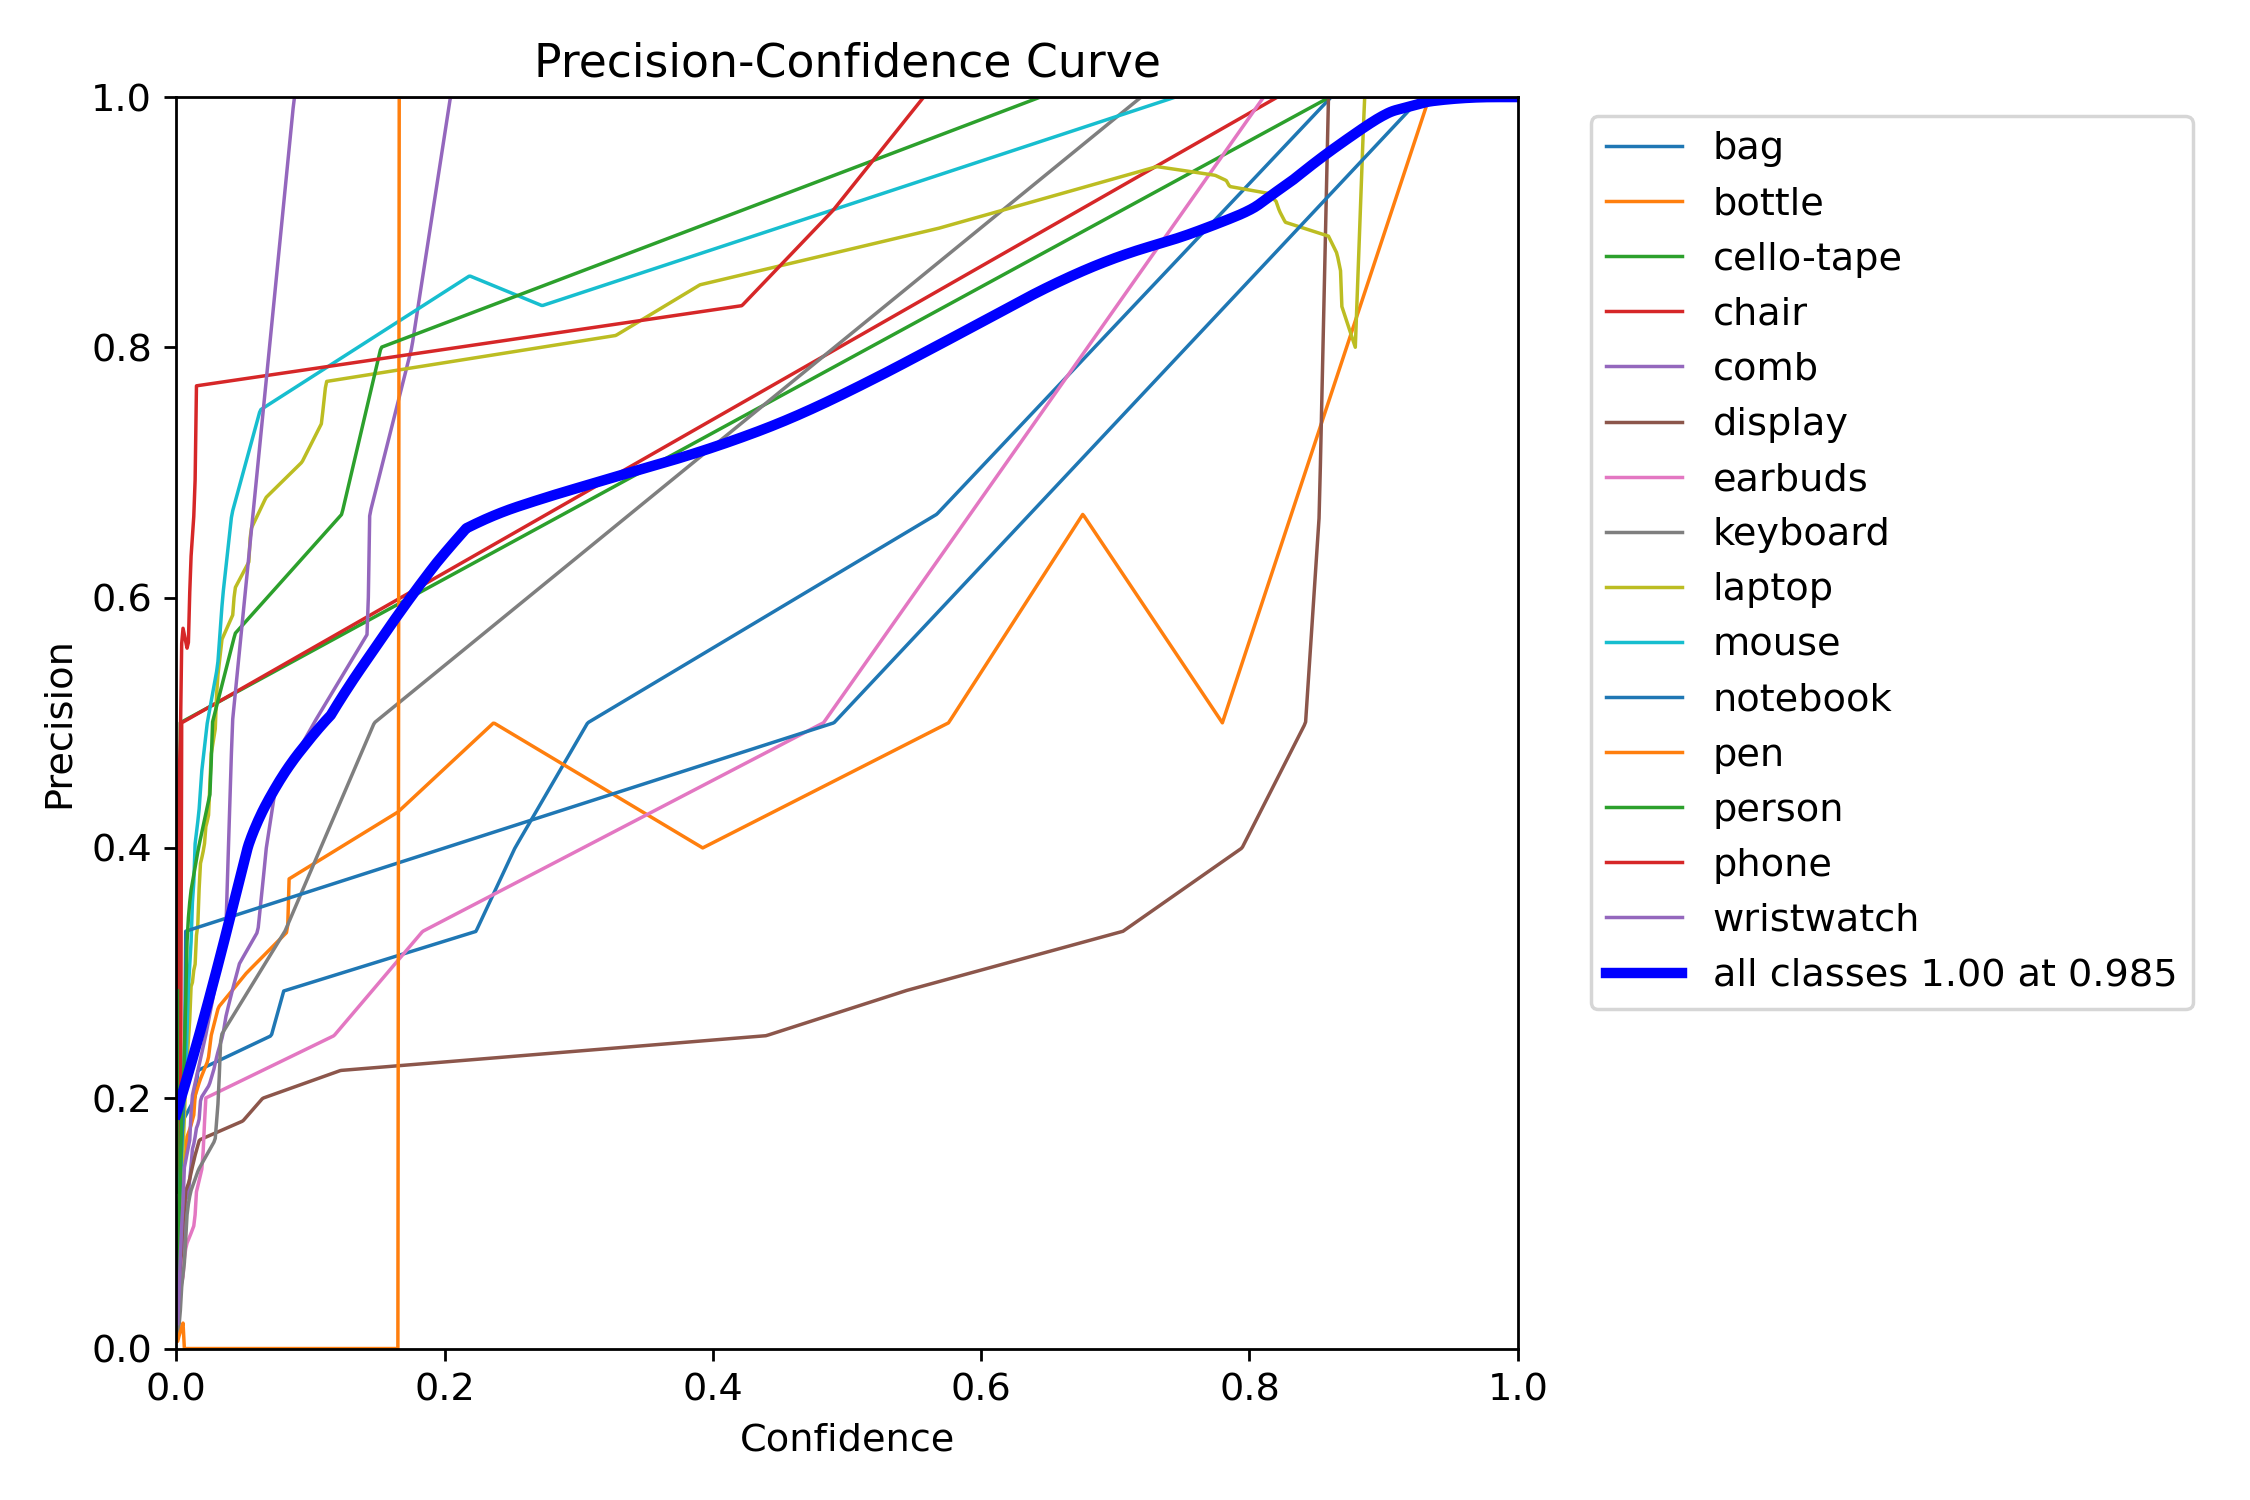 Precision-Confidence Curve
1.0
0.8
0.6
0.4
0.2
0.0
Precision
0.0 0.2 0.4 0.6 0.8 1.0
Confidence
bag
bottle
cello-tape
chair
comb
display
earbuds
keyboard
laptop
mouse
notebook
pen
person
phone
wristwatch
all classes 1.00 at 0.985